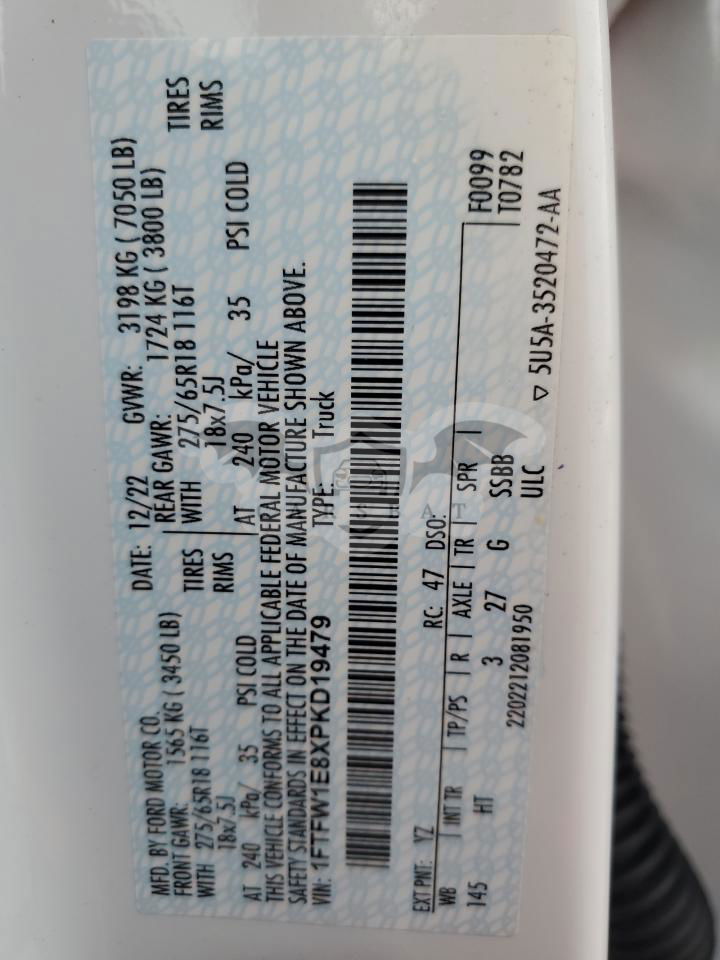 MFD. BY FORD MOTOR CO. DATE: 12/22 GVWR: 3198 KG ( 7050 LB)
FRONT GAWR: 1565 KG ( 3450 LB) REAR GAWR: 1724 KG ( 3800 LB)
WITH 275/65R18 116T TIRES WITH 275/65R18 116T TIRES
18x7.5J RIMS 18x7.5J RIMS
AT 240 kPa/ 35 PSI COLD AT 240 kPa/ 35 PSI COLD
THIS VEHICLE CONFORMS TO ALL APPLICABLE FEDERAL MOTOR VEHICLE
SAFETY STANDARDS IN EFFECT ON THE DATE OF MANUFACTURE SHOWN ABOVE.
VIN: 1FTFW1E8XPKD19479 TYPE: Truck
EXT PNT: YZ RC: 47 DSO: F0099
WB INT TR TP/PS R AXLE TR SPR T0782
145 HT 3 27 G SSBB
2202212081950 ULC ▽ 5U5A-3520472-AA